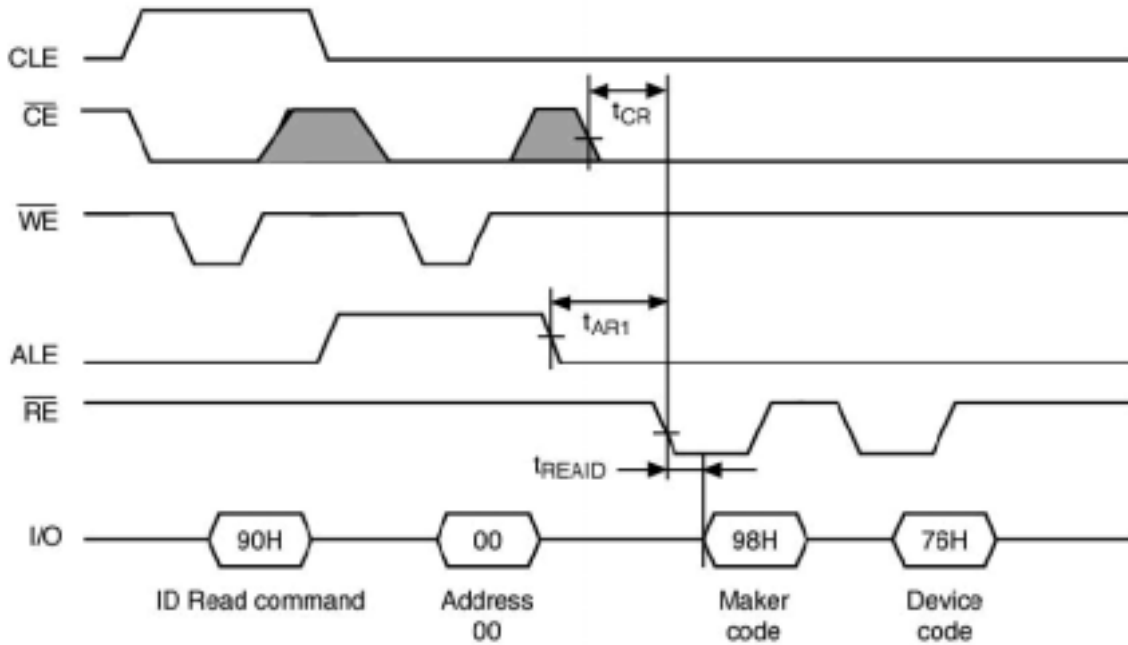 CLE
CE
tCR
WE
tAR1
ALE
RE
tREAID
I/O
90H
00
98H
76H
ID Read command
Address
00
Maker
code
Device
code